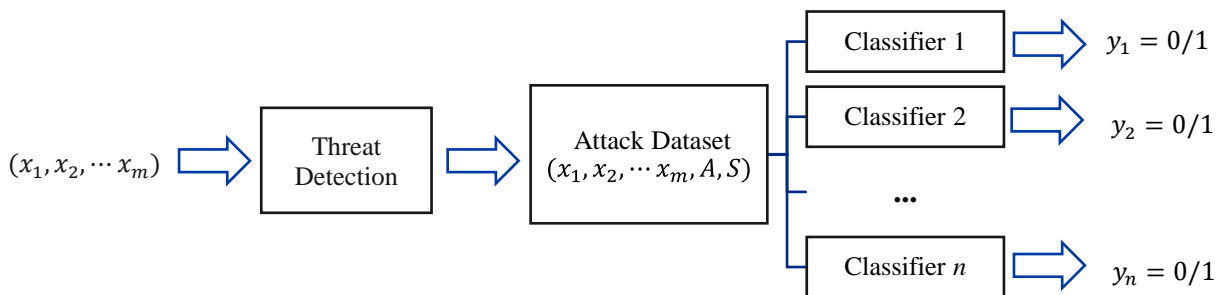 (x₁, x₂, ⋯ xₘ)
Threat
Detection
Attack Dataset
(x₁, x₂, ⋯ xₘ, A, S)
Classifier 1
y₁ = 0/1
Classifier 2
y₂ = 0/1
...
Classifier n
yₙ = 0/1